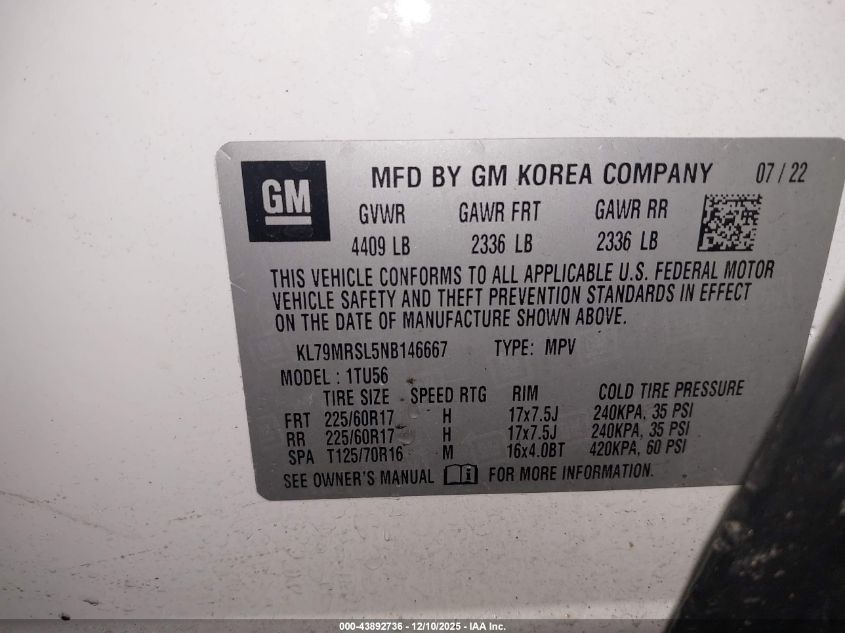 GM
MFD BY GM KOREA COMPANY 07 / 22
GVWR GAWR FRT GAWR RR
4409 LB 2336 LB 2336 LB
THIS VEHICLE CONFORMS TO ALL APPLICABLE U.S. FEDERAL MOTOR
VEHICLE SAFETY AND THEFT PREVENTION STANDARDS IN EFFECT
ON THE DATE OF MANUFACTURE SHOWN ABOVE.
KL79MRSL5NB146667 TYPE: MPV
MODEL : 1TU56
TIRE SIZE SPEED RTG RIM COLD TIRE PRESSURE
FRT 225/60R17 H 17x7.5J 240KPA, 35 PSI
RR 225/60R17 H 17x7.5J 240KPA, 35 PSI
SPA T125/70R16 M 16x4.0BT 420KPA, 60 PSI
SEE OWNER'S MANUAL FOR MORE INFORMATION.
000-43892736 - 12/10/2025 - IAA Inc.